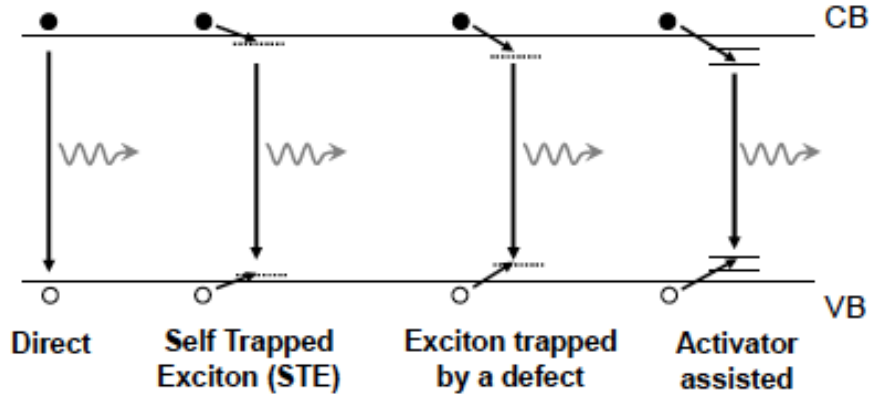 CB
VB
Direct
Self Trapped
Exciton (STE)
Exciton trapped
by a defect
Activator
assisted